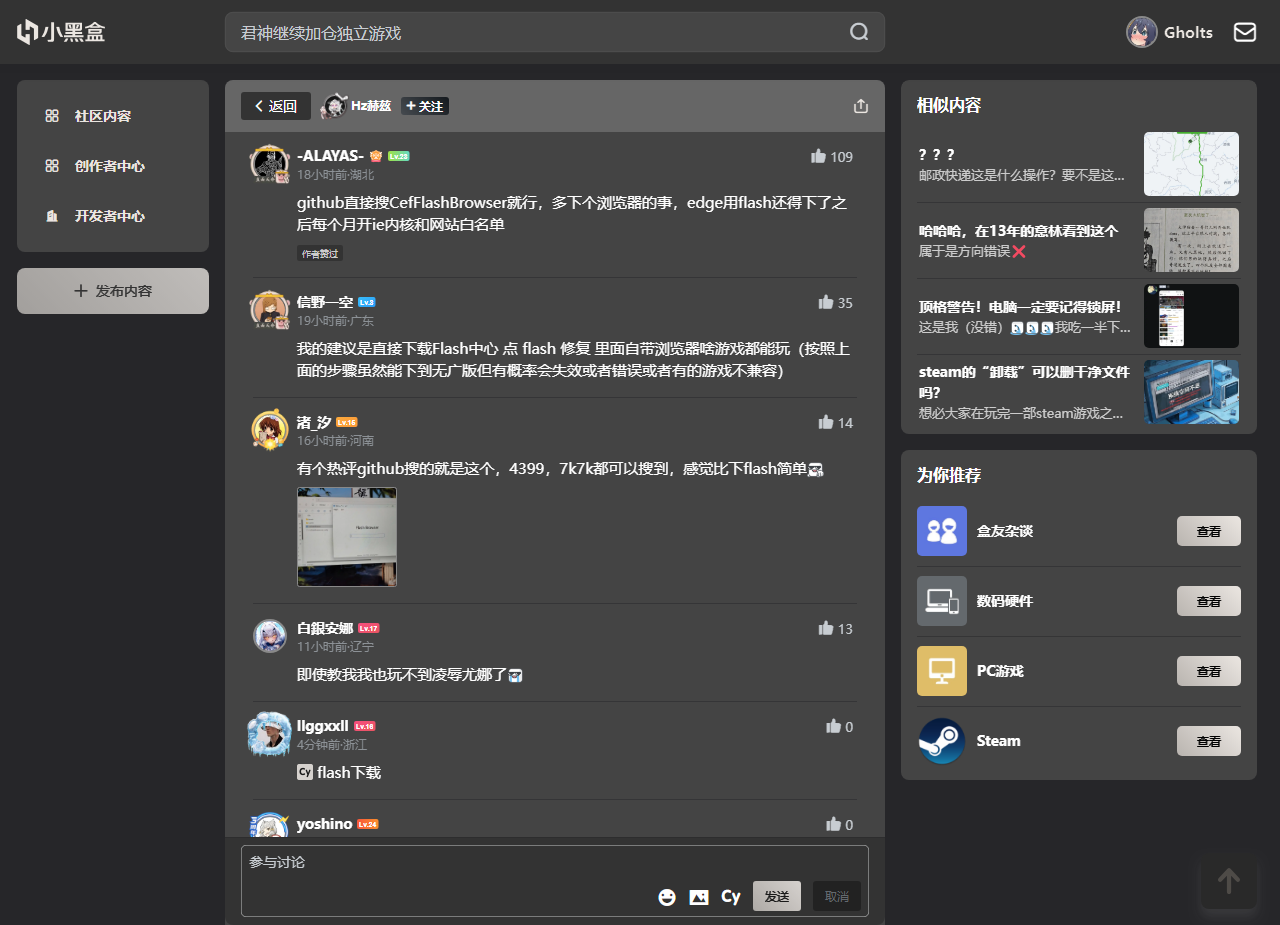 小黑盒
君神继续加仓独立游戏
Gholts
社区内容
创作者中心
开发者中心
发布内容
返回
Hz赫兹
关注
-ALAYAS-
Lv.23
109
18小时前·湖北
github直接搜CefFlashBrowser就行，多下个浏览器的事，edge用flash还得下了之
后每个月开ie内核和网站白名单
作者赞过
信野一空
Lv.3
35
19小时前·广东
我的建议是直接下载Flash中心 点 flash 修复 里面自带浏览器啥游戏都能玩（按照上
面的步骤虽然能下到无广版但有概率会失效或者错误或者有的游戏不兼容）
渚_汐
Lv.15
14
16小时前·河南
有个热评github搜的就是这个，4399，7k7k都可以搜到，感觉比下flash简单
白銀安娜
Lv.17
13
11小时前·辽宁
即使教我我也玩不到凌辱尤娜了
llggxxll
Lv.18
0
4分钟前·浙江
Cy flash下载
yoshino
Lv.24
0
参与讨论
Cy
发送
取消
相似内容
？？？
邮政快递这是什么操作？要不是这...
哈哈哈，在13年的意林看到这个
属于是方向错误❌
顶格警告！电脑一定要记得锁屏！
这是我（没错）我吃一半下...
steam的“卸载”可以删干净文件
吗？
想必大家在玩完一部steam游戏之...
为你推荐
盒友杂谈
查看
数码硬件
查看
PC游戏
查看
Steam
查看